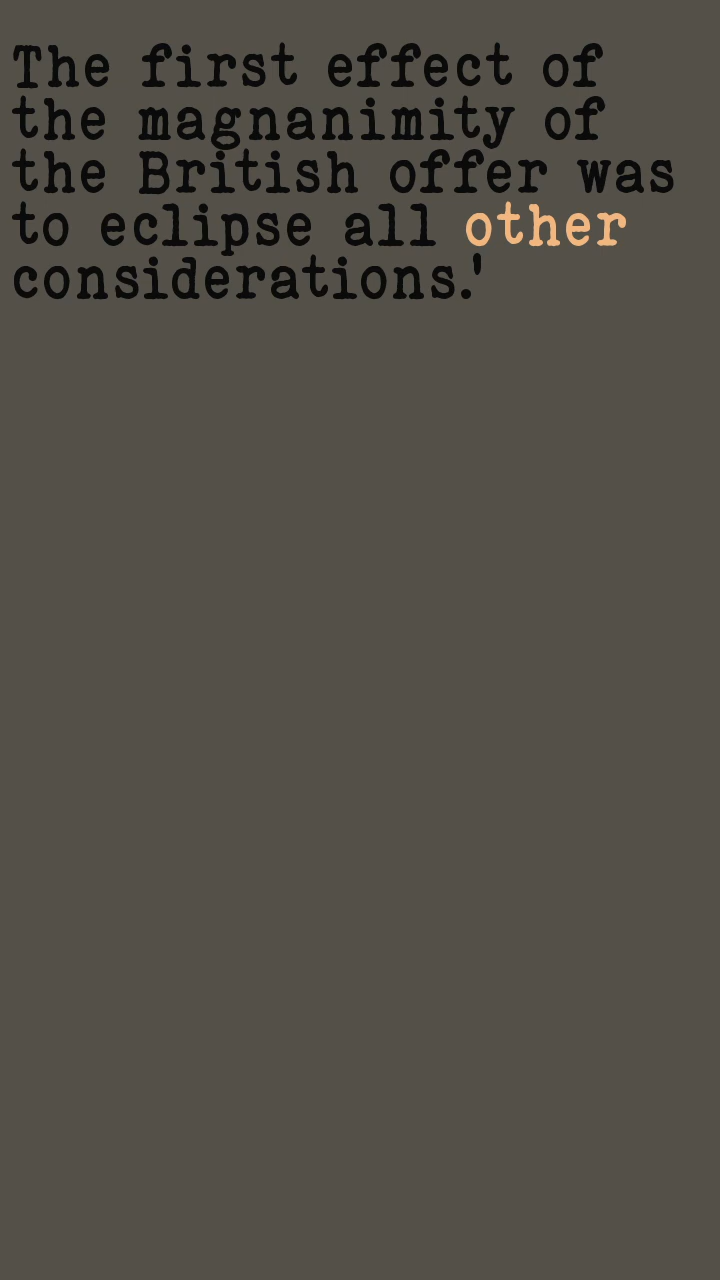 The first effect of
the magnanimity of
the British offer was
to eclipse all other
considerations.'